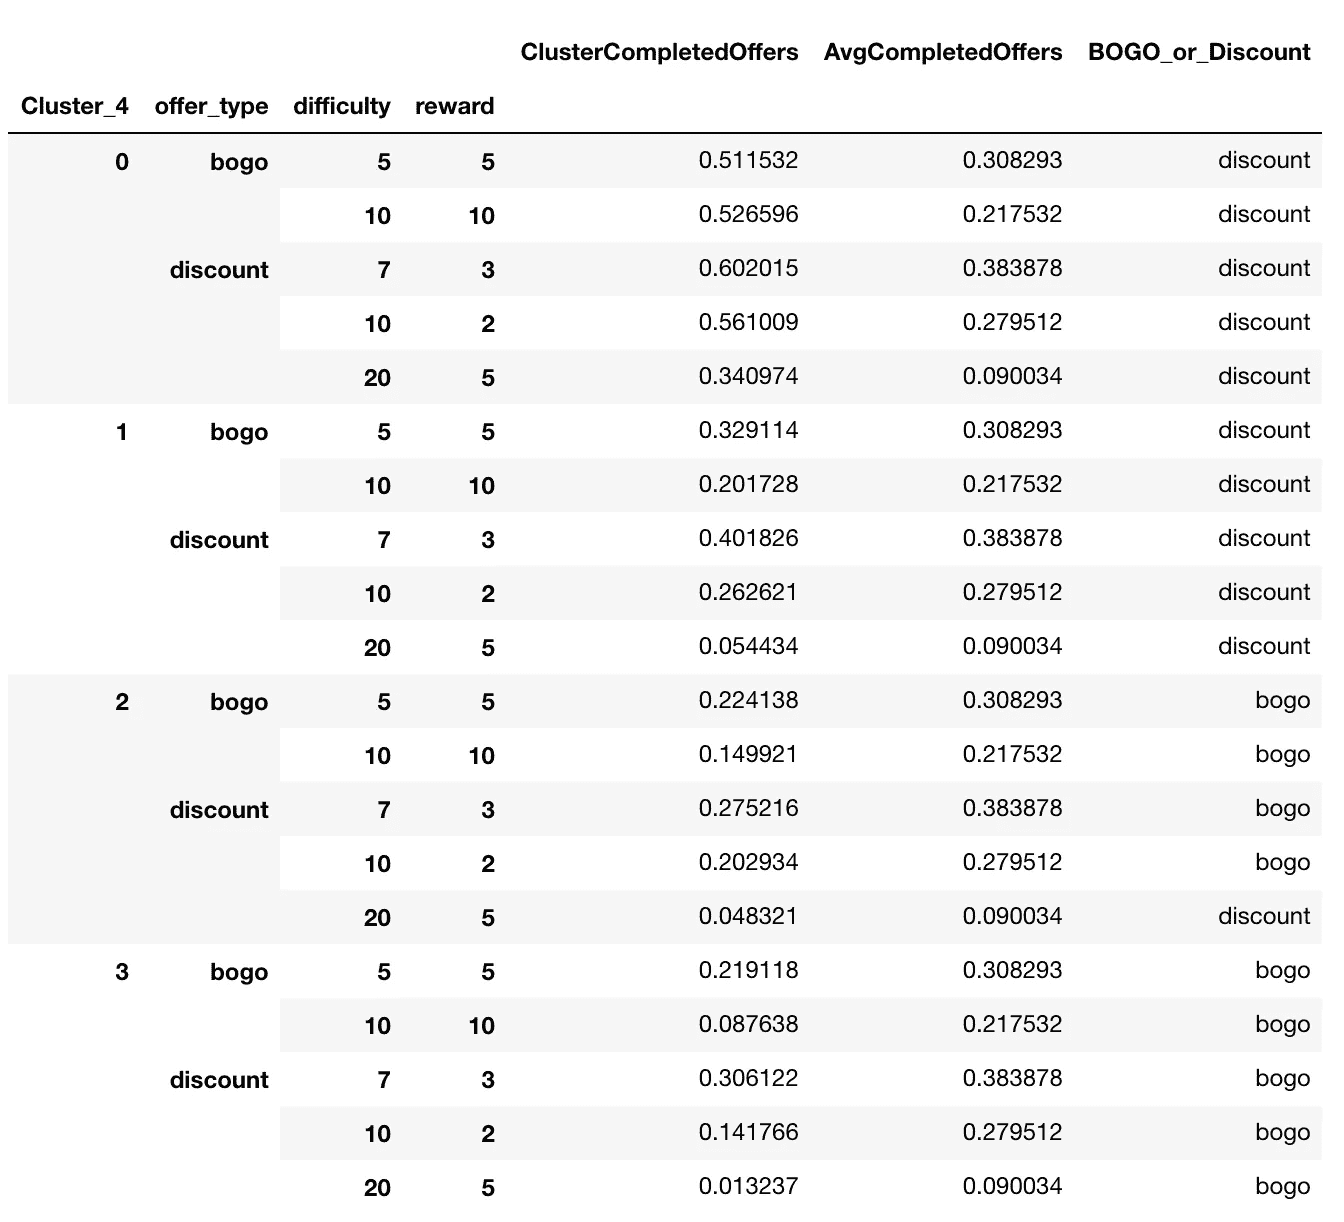 ClusterCompletedOffers AvgCompletedOffers BOGO_or_Discount
Cluster_4 offer_type difficulty reward
0 bogo 5 5 0.511532 0.308293 discount
10 10 0.526596 0.217532 discount
discount 7 3 0.602015 0.383878 discount
10 2 0.561009 0.279512 discount
20 5 0.340974 0.090034 discount
1 bogo 5 5 0.329114 0.308293 discount
10 10 0.201728 0.217532 discount
discount 7 3 0.401826 0.383878 discount
10 2 0.262621 0.279512 discount
20 5 0.054434 0.090034 discount
2 bogo 5 5 0.224138 0.308293 bogo
10 10 0.149921 0.217532 bogo
discount 7 3 0.275216 0.383878 bogo
10 2 0.202934 0.279512 bogo
20 5 0.048321 0.090034 discount
3 bogo 5 5 0.219118 0.308293 bogo
10 10 0.087638 0.217532 bogo
discount 7 3 0.306122 0.383878 bogo
10 2 0.141766 0.279512 bogo
20 5 0.013237 0.090034 bogo